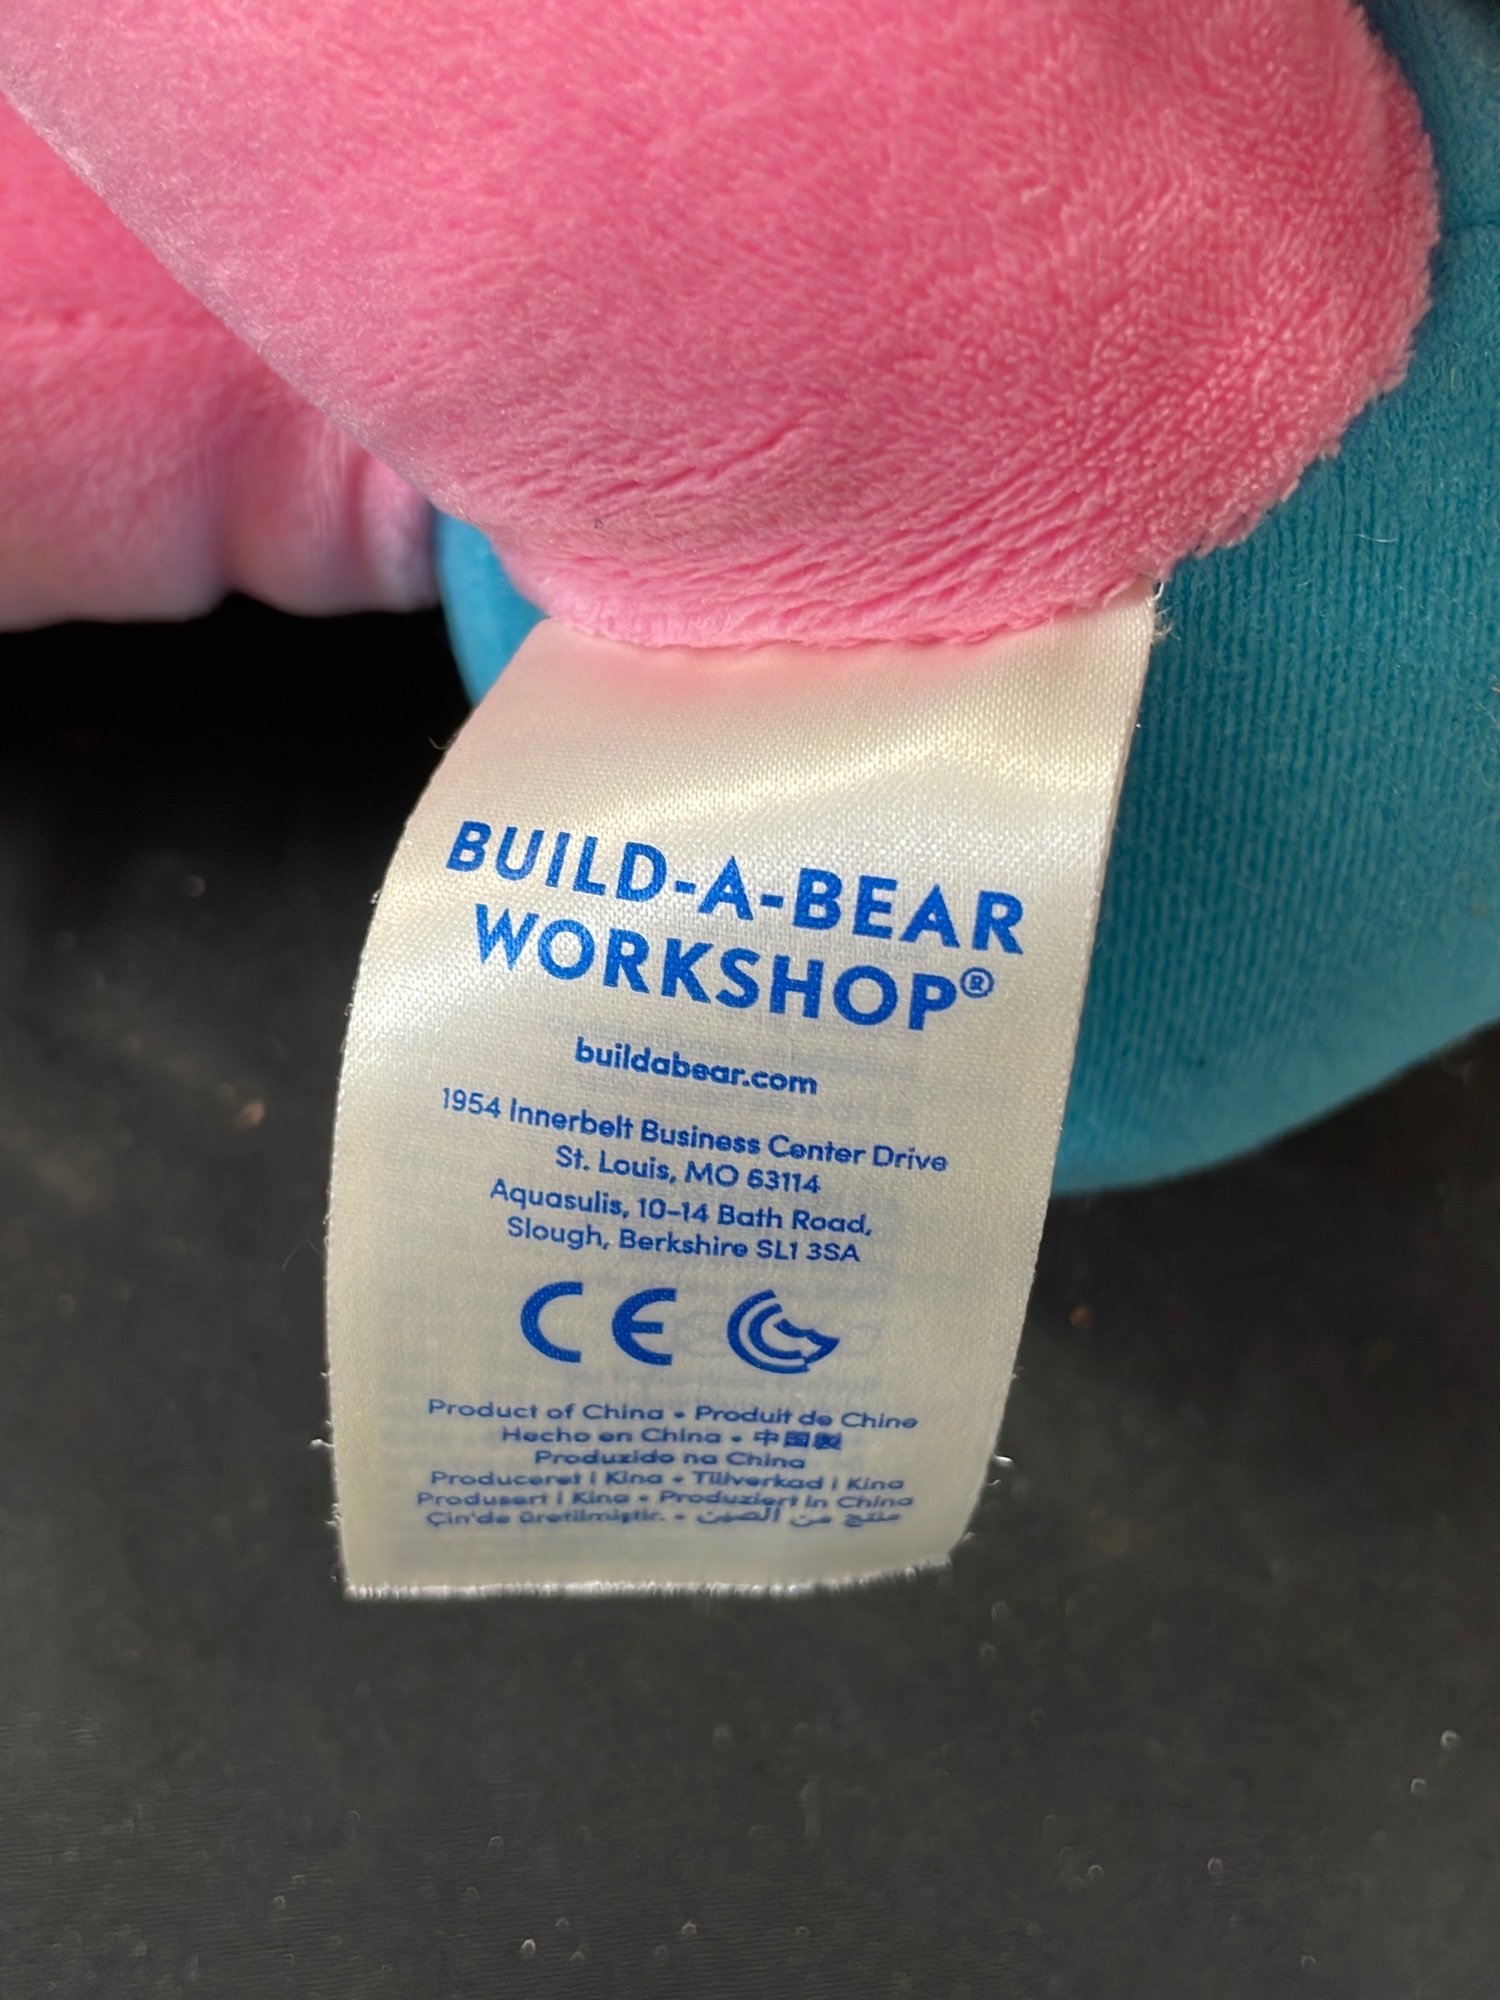 BUILD-A-BEAR
WORKSHOP®
buildabear.com
1954 Innerbelt Business Center Drive
St. Louis, MO 63114
Aquasulis, 10-14 Bath Road,
Slough, Berkshire SL1 3SA
CE
Product of China • Produit de Chine
Hecho en China • 中国製
Produzido na China
Produceret i Kina • Tillverkad i Kina
Produsert i Kina • Produziert in China
Çin'de üretilmiştir. • منتج من الصين